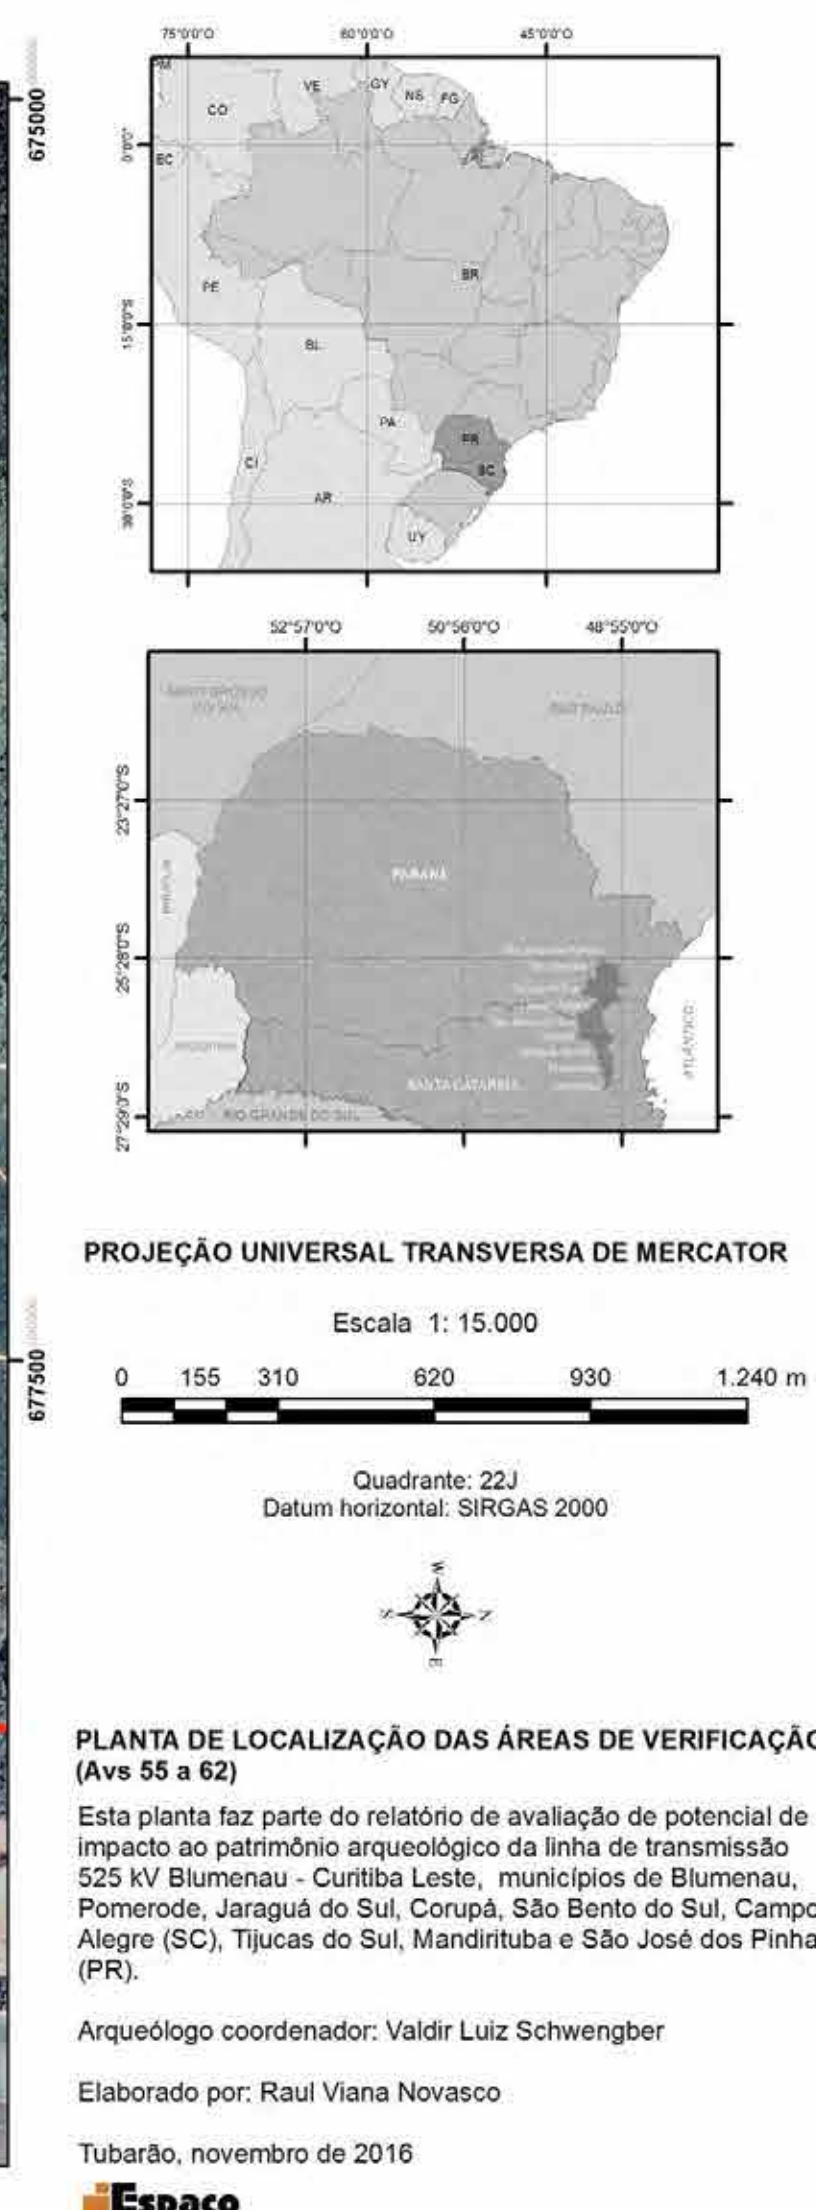 75°0'0"O 60°0'0"O 45°0'0"O
675000
CO VE GY NS FG
0°0'0"
EC
PE BR
15°0'0"S
BL
PA PR
CI SC
AR
30°0'0"S
UY
52°57'0"O 50°56'0"O 48°55'0"O
SÃO PAULO
23°27'0"S
PARANÁ
25°28'0"S
ATLÂNTICO
SANTA CATARINA
RIO GRANDE DO SUL
27°29'0"S
PROJEÇÃO UNIVERSAL TRANSVERSA DE MERCATOR
Escala 1: 15.000
677500
0 155 310 620 930 1.240 m
Quadrante: 22J
Datum horizontal: SIRGAS 2000
W
S N
E
PLANTA DE LOCALIZAÇÃO DAS ÁREAS DE VERIFICAÇÃO
(Avs 55 a 62)
Esta planta faz parte do relatório de avaliação de potencial de
impacto ao patrimônio arqueológico da linha de transmissão
525 kV Blumenau - Curitiba Leste, municípios de Blumenau,
Pomerode, Jaraguá do Sul, Corupá, São Bento do Sul, Campo
Alegre (SC), Tijucas do Sul, Mandirituba e São José dos Pinha
(PR).
Arqueólogo coordenador: Valdir Luiz Schwengber
Elaborado por: Raul Viana Novasco
Tubarão, novembro de 2016
Espaço